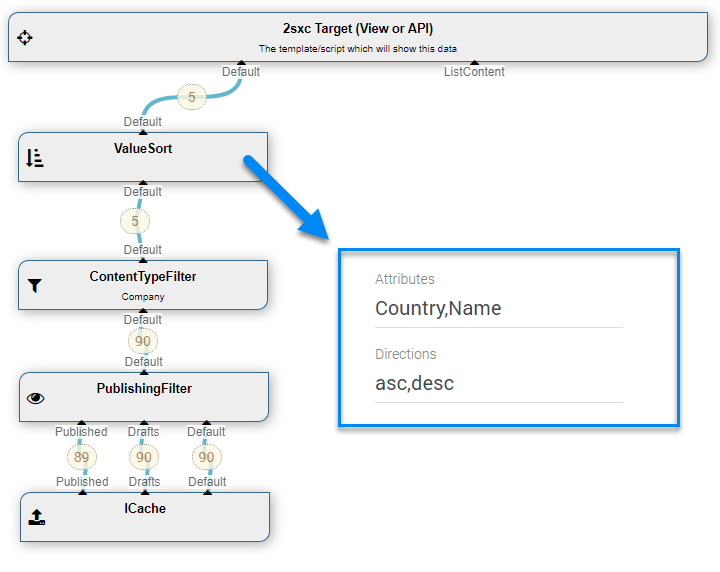 2sxc Target (View or API)
The template/script which will show this data
Default
ListContent
5
Default
ValueSort
Default
5
Default
ContentTypeFilter
Company
Default
90
Default
PublishingFilter
Published Drafts Default
89 90 90
Published Drafts Default
ICache
Attributes
Country,Name
Directions
asc,desc